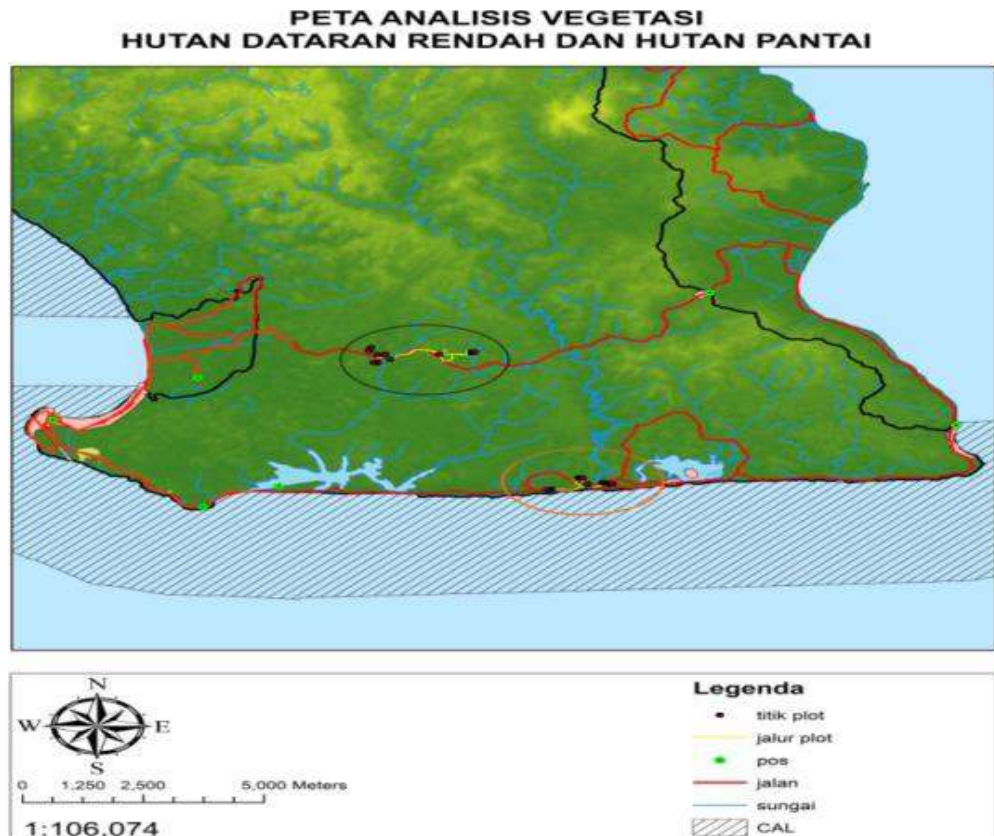 PETA ANALISIS VEGETASI
HUTAN DATARAN RENDAH DAN HUTAN PANTAI
N
W E
S
0 1.250 2,500 5,000 Meters
1:106,074
Legenda
titik plot
jalur plot
pos
jalan
sungai
CAL